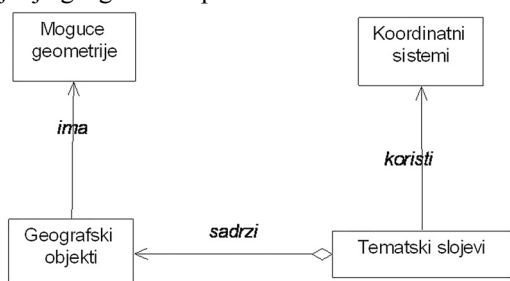 Moguce
geometrije
Koordinatni
sistemi
ima
koristi
sadrzi
Geografski
objekti
Tematski slojevi